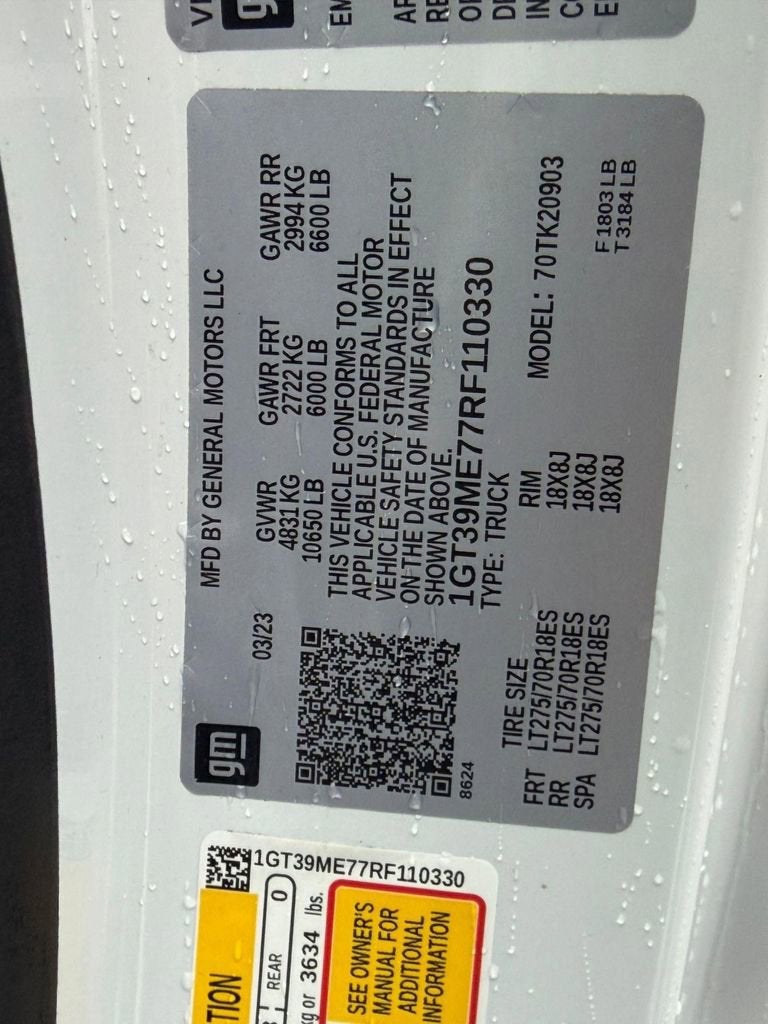 gm
MFD BY GENERAL MOTORS LLC
03/23
GVWR GAWR FRT GAWR RR
4831 KG 2722 KG 2994 KG
10650 LB 6000 LB 6600 LB
THIS VEHICLE CONFORMS TO ALL
APPLICABLE U.S. FEDERAL MOTOR
VEHICLE SAFETY STANDARDS IN EFFECT
ON THE DATE OF MANUFACTURE
SHOWN ABOVE.
1GT39ME77RF110330
TYPE: TRUCK
8624
TIRE SIZE RIM MODEL: 70TK20903
FRT LT275/70R18ES 18X8J
RR LT275/70R18ES 18X8J
SPA LT275/70R18ES 18X8J
F 1803 LB
T 3184 LB
1GT39ME77RF110330
REAR 0
kg or 3634 lbs.
SEE OWNER'S
MANUAL FOR
ADDITIONAL
INFORMATION